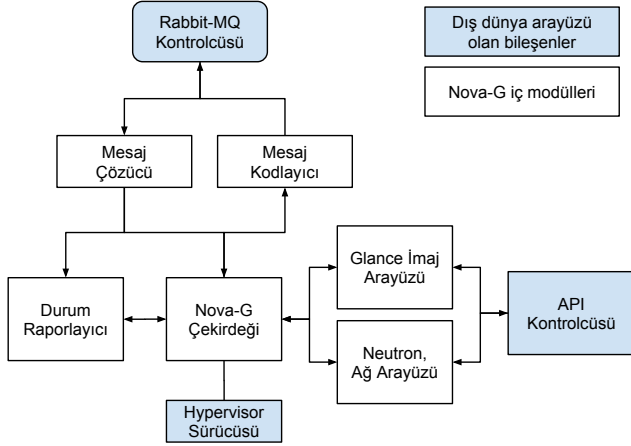 Rabbit-MQ
Kontrolcüsü
Dış dünya arayüzü
olan bileşenler
Nova-G iç modülleri
Mesaj
Çözücü
Mesaj
Kodlayıcı
Glance İmaj
Arayüzü
Durum
Raporlayıcı
Nova-G
Çekirdeği
API
Kontrolcüsü
Neutron,
Ağ Arayüzü
Hypervisor
Sürücüsü